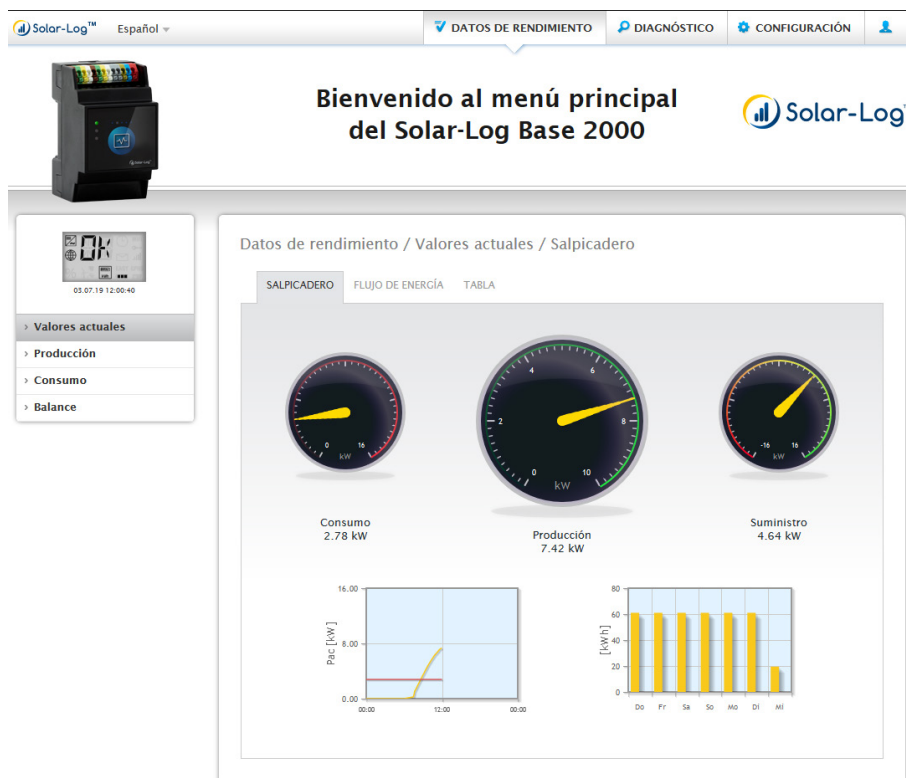 Solar-Log™ Español DATOS DE RENDIMIENTO DIAGNÓSTICO CONFIGURACIÓN
Bienvenido al menú principal
del Solar-Log Base 2000
Solar-Log
OK
03.07.19 12:00:40
Valores actuales
Producción
Consumo
Balance
Datos de rendimiento / Valores actuales / Salpicadero
SALPICADERO FLUJO DE ENERGÍA TABLA
0 16
kW
4 6
2 8
0 10
kW
-16 16
kW
Consumo
2.78 kW
Producción
7.42 kW
Suministro
4.64 kW
16.00
8.00
0.00
Pac [kW]
00:00 12:00 00:00
80
60
40
20
0
[kWh]
Do Fr Sa So Mo Di Mi